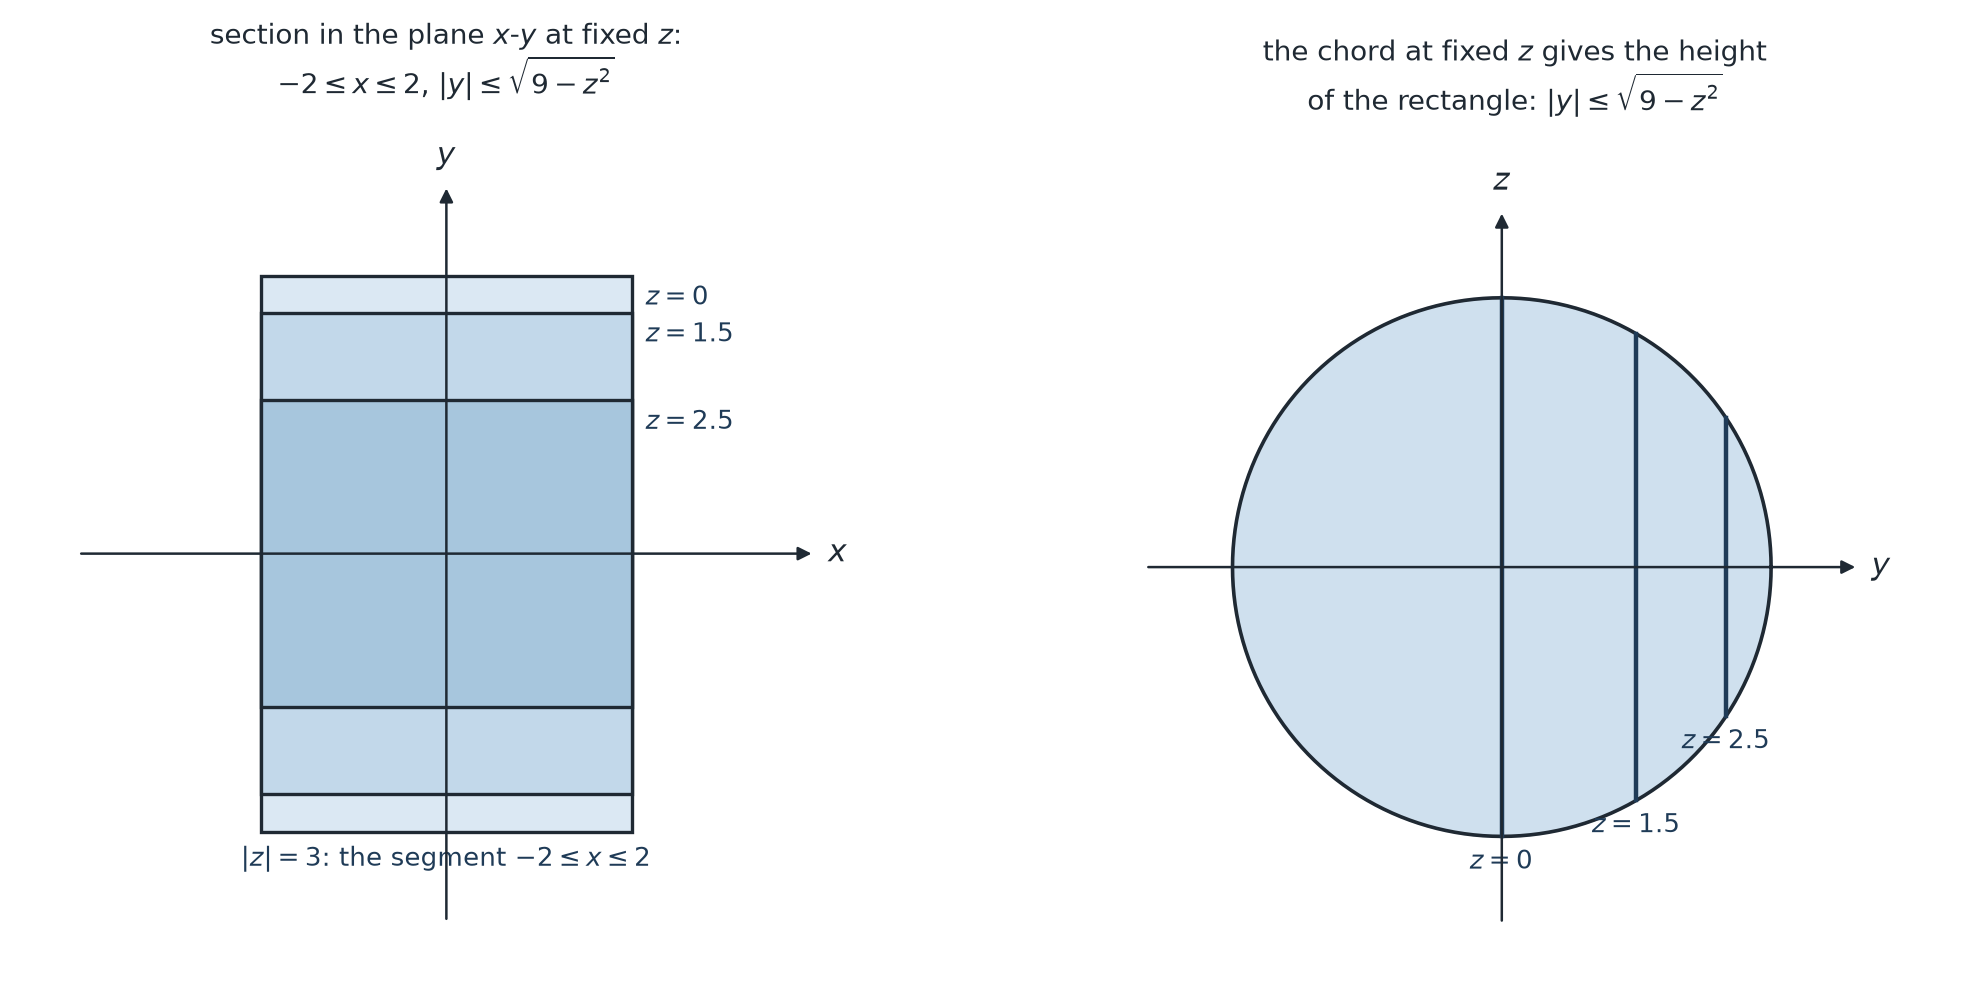 section in the plane x-y at fixed z:
−2 ≤ x ≤ 2, |y| ≤ √(9 − z²)
y
z = 0
z = 1.5
z = 2.5
x
|z| = 3: the segment −2 ≤ x ≤ 2
the chord at fixed z gives the height
of the rectangle: |y| ≤ √(9 − z²)
z
y
z = 2.5
z = 1.5
z = 0